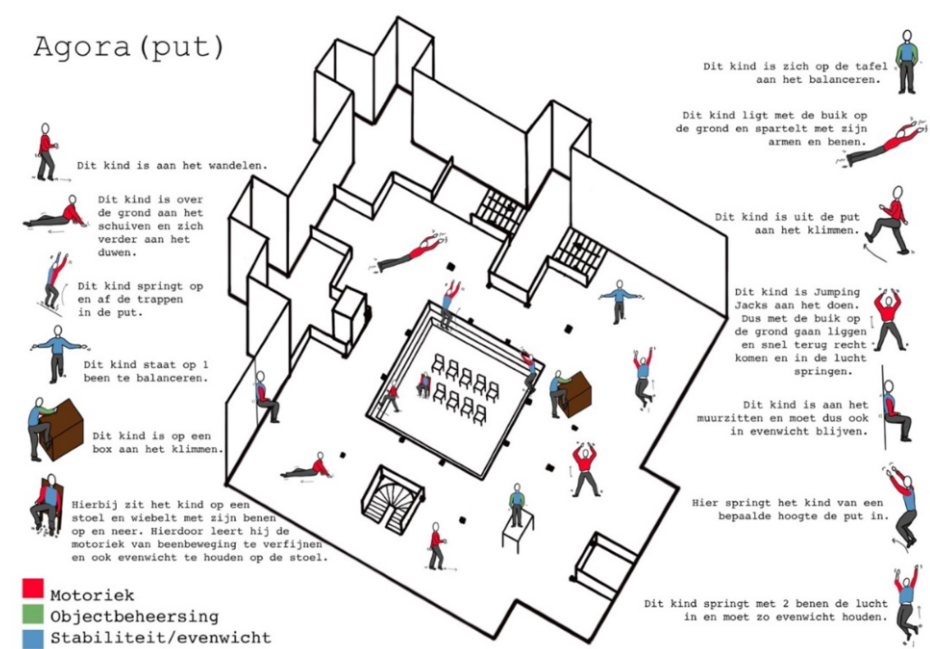 Agora(put)
Dit kind is aan het wandelen.
Dit kind is over
de grond aan het
schuiven en zich
verder aan het
duwen.
Dit kind springt op
en af de trappen
in de put.
Dit kind staat op 1
been te balanceren.
Dit kind is op een
box aan het klimmen.
Hierbij zit het kind op een
stoel en wiebelt met zijn benen
op en neer. Hierdoor leert hij de
motoriek van beenbeweging te verfijnen
en ook evenwicht te houden op de stoel.
Motoriek
Objectbeheersing
Stabiliteit/evenwicht
Dit kind is zich op de tafel
aan het balanceren.
Dit kind ligt met de buik op
de grond en spartelt met zijn
armen en benen.
Dit kind is uit de put
aan het klimmen.
Dit kind is Jumping
Jacks aan het doen.
Dus met de buik op
de grond gaan liggen
en snel terug recht
komen en in de lucht
springen.
Dit kind is aan het
muurzitten en moet dus ook
in evenwicht blijven.
Hier springt het kind van een
bepaalde hoogte de put in.
Dit kind springt met 2 benen de lucht
in en moet zo evenwicht houden.